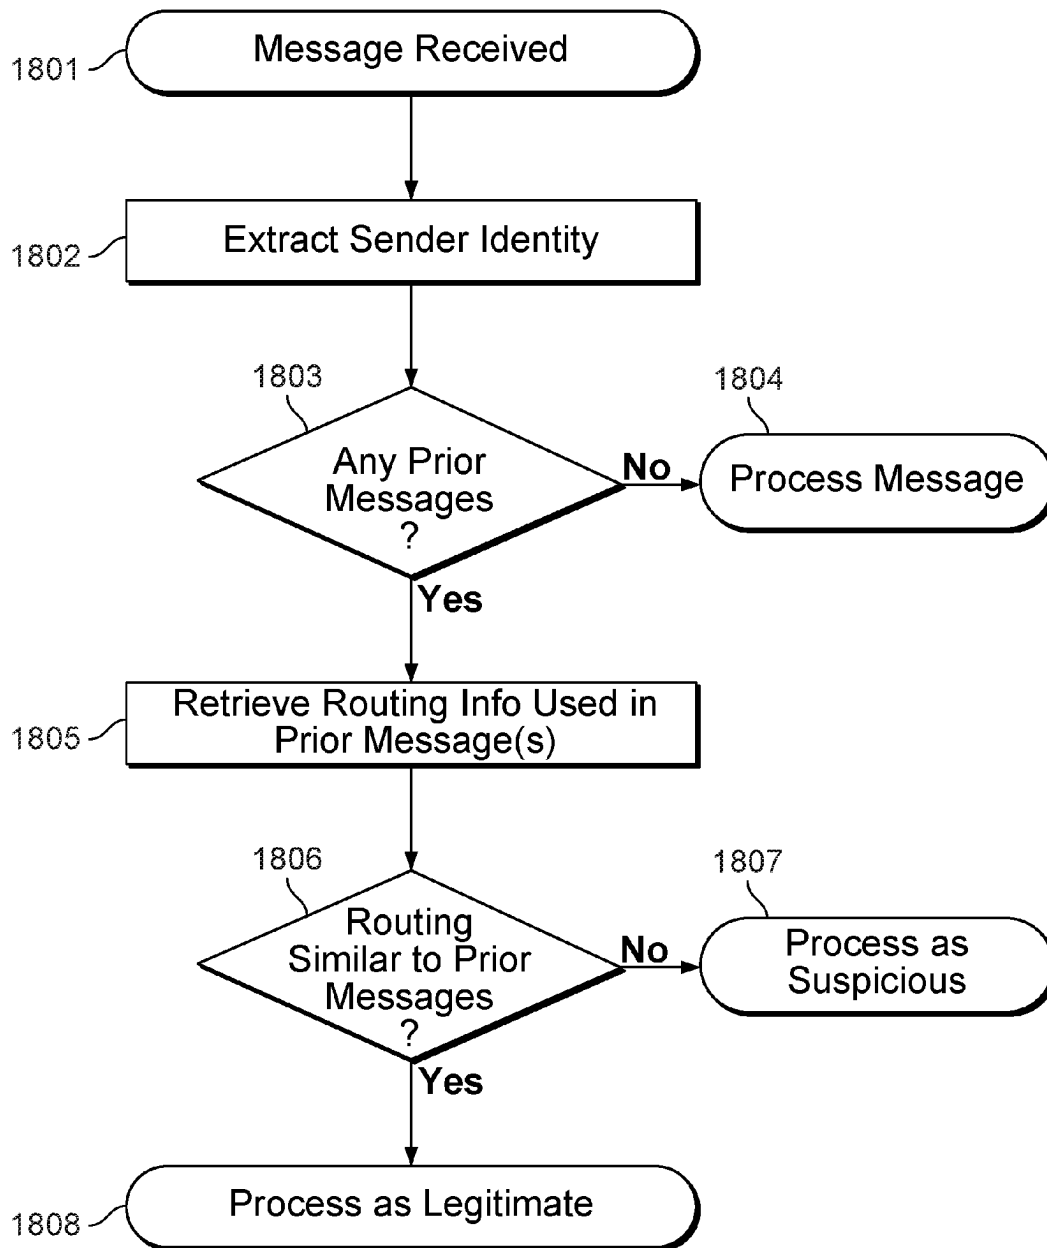 1801
Message Received
1802
Extract Sender Identity
1803
Any Prior
Messages
?
No
1804
Process Message
Yes
1805
Retrieve Routing Info Used in
Prior Message(s)
1806
Routing
Similar to Prior
Messages
?
No
1807
Process as
Suspicious
Yes
1808
Process as Legitimate